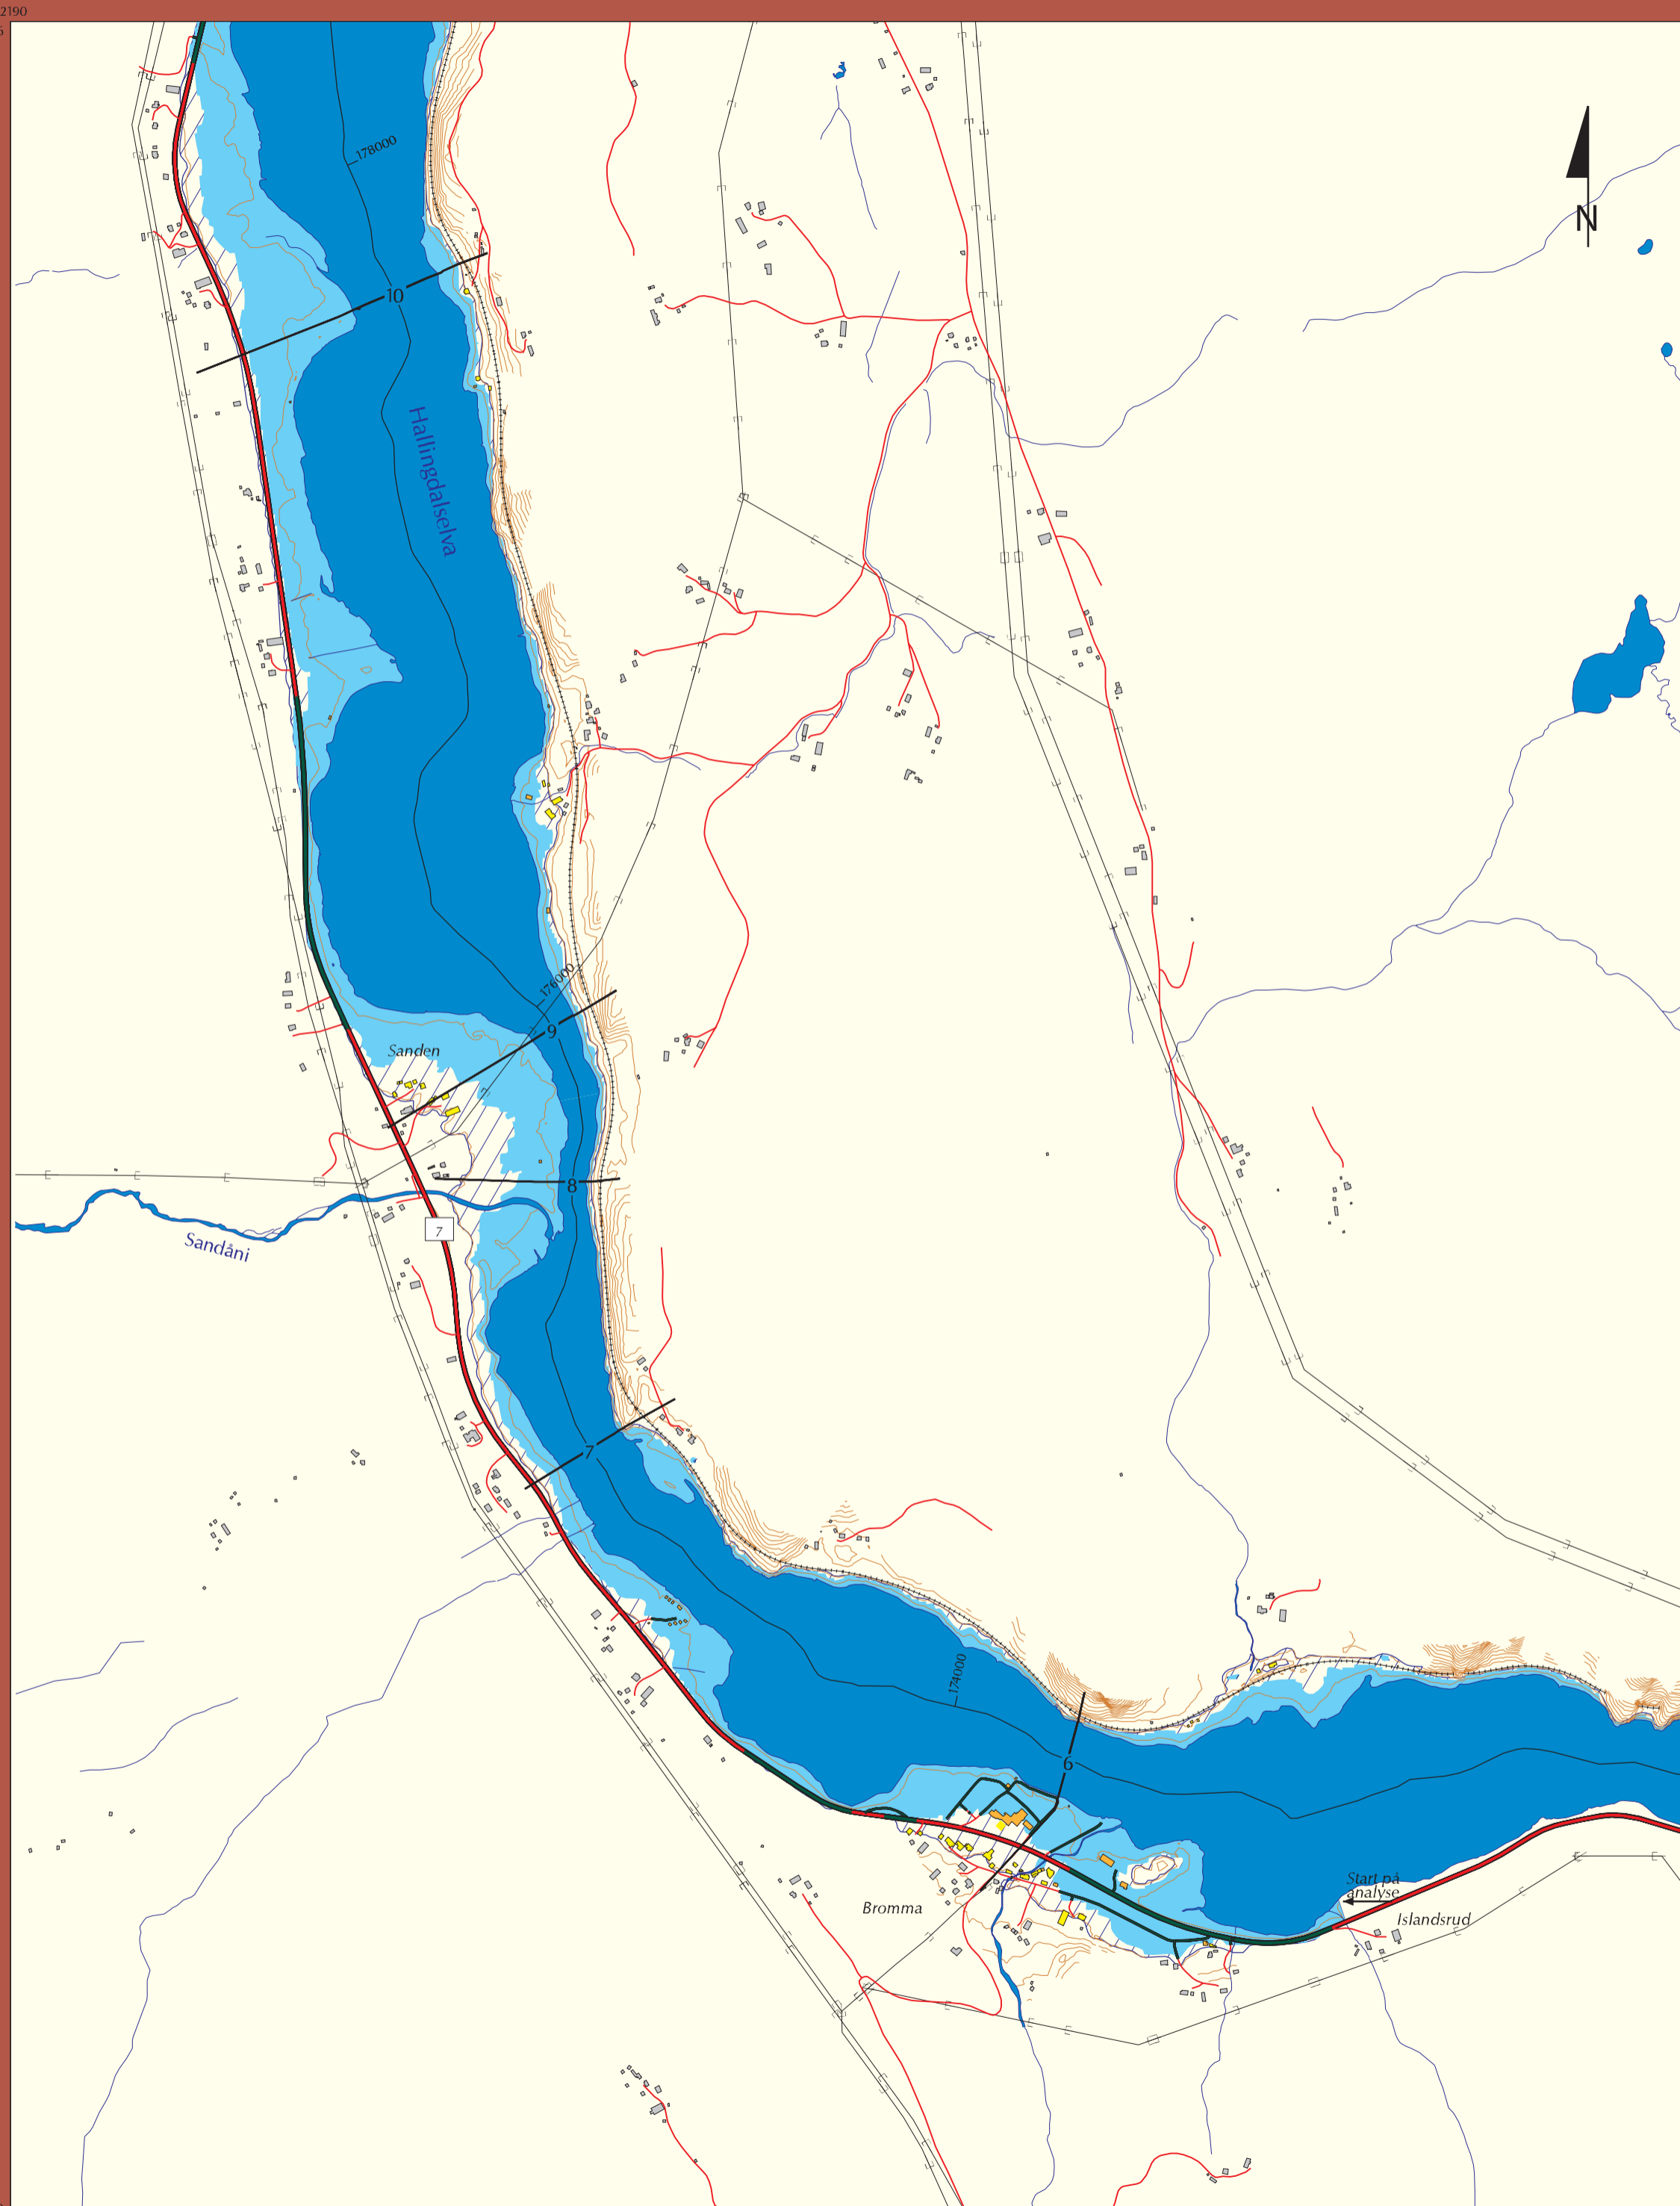 2190
178000
10
Hallingdalselva
176000
9
Sanden
8
7
Sandåni
7
174000
6
Start på
analyse
Islandsrud
Bromma
N